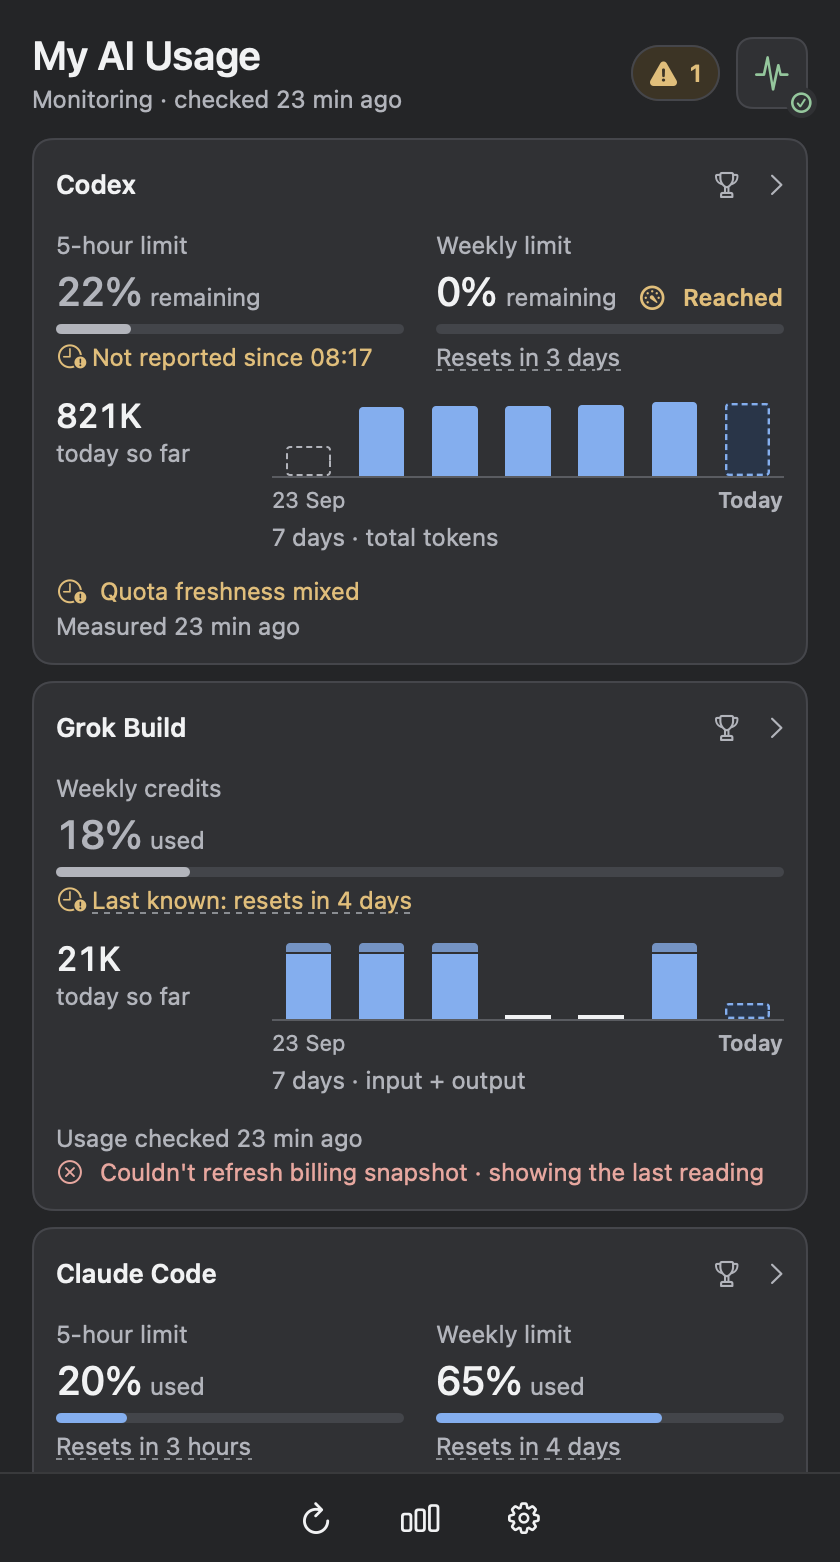 My AI Usage
Monitoring · checked 23 min ago
1
Codex
5-hour limit
22% remaining
Not reported since 08:17
Weekly limit
0% remaining
Reached
Resets in 3 days
821K
today so far
23 Sep
Today
7 days · total tokens
Quota freshness mixed
Measured 23 min ago
Grok Build
Weekly credits
18% used
Last known: resets in 4 days
21K
today so far
23 Sep
Today
7 days · input + output
Usage checked 23 min ago
Couldn't refresh billing snapshot · showing the last reading
Claude Code
5-hour limit
20% used
Resets in 3 hours
Weekly limit
65% used
Resets in 4 days